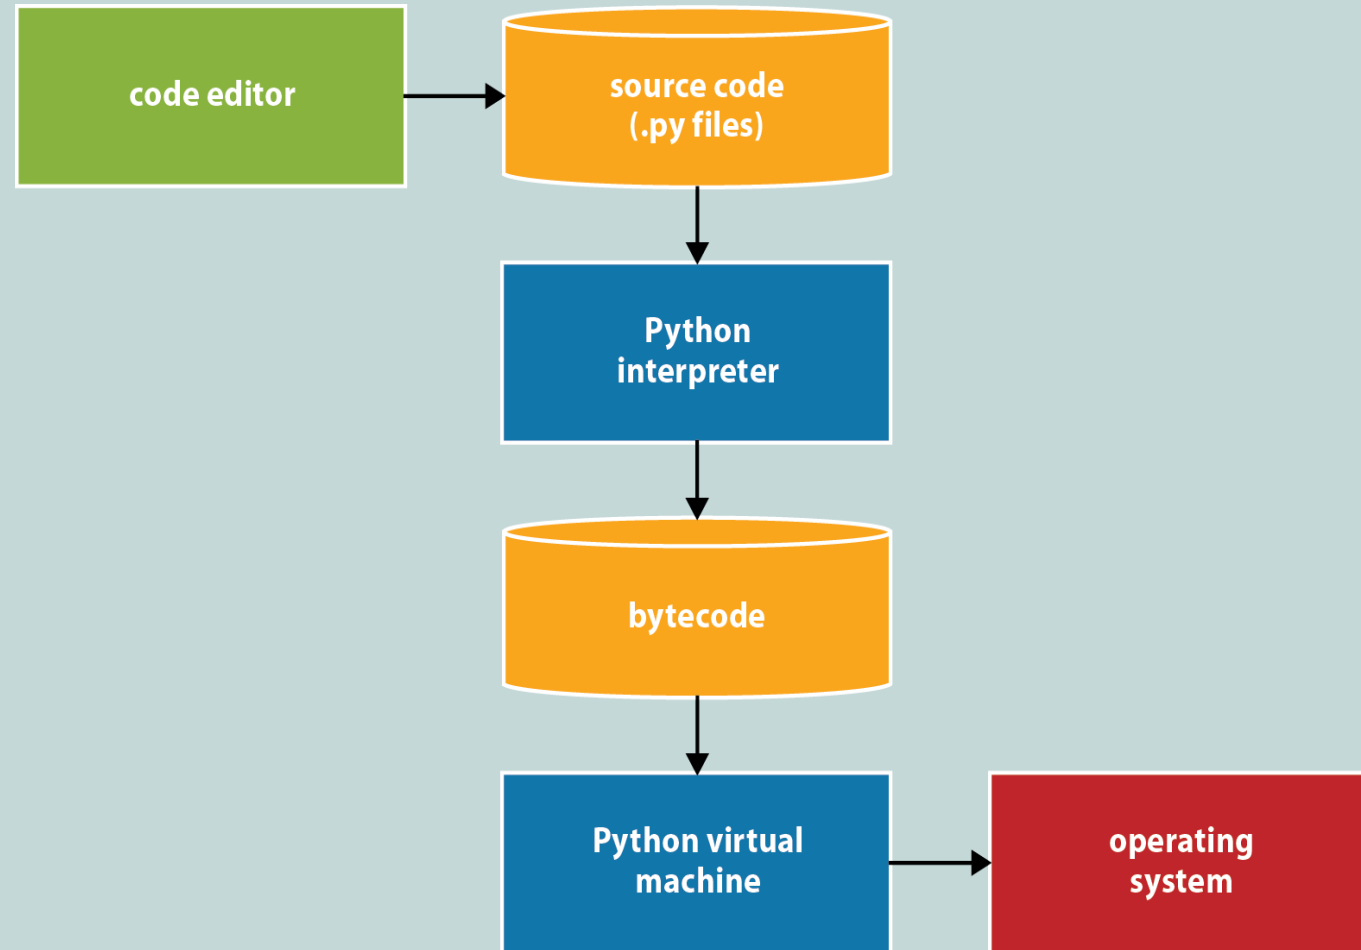 code editor
source code
(.py files)
Python
interpreter
bytecode
Python virtual
machine
operating
system